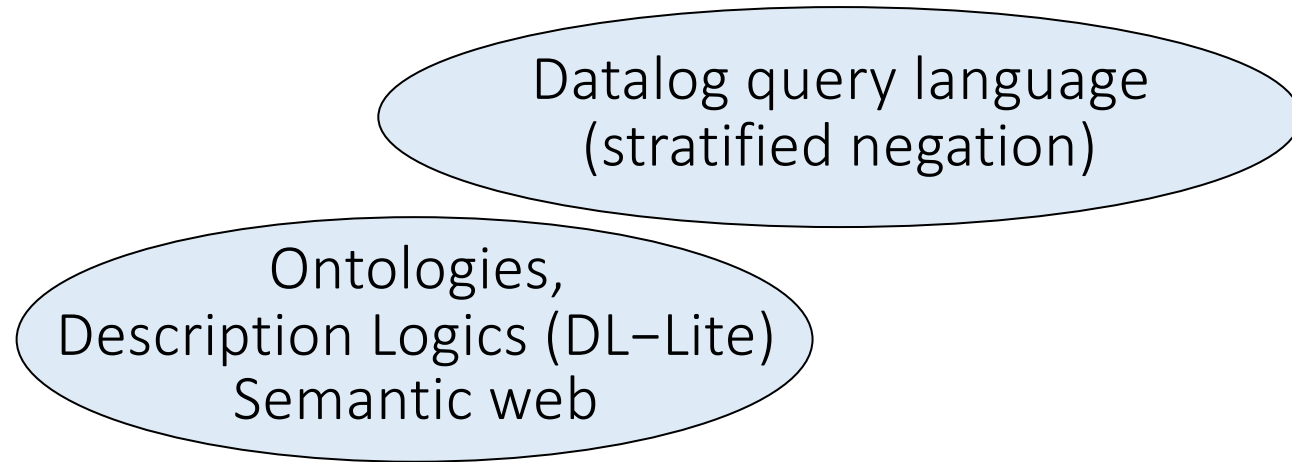 Datalog query language
(stratified negation)
Ontologies,
Description Logics (DL–Lite)
Semantic web